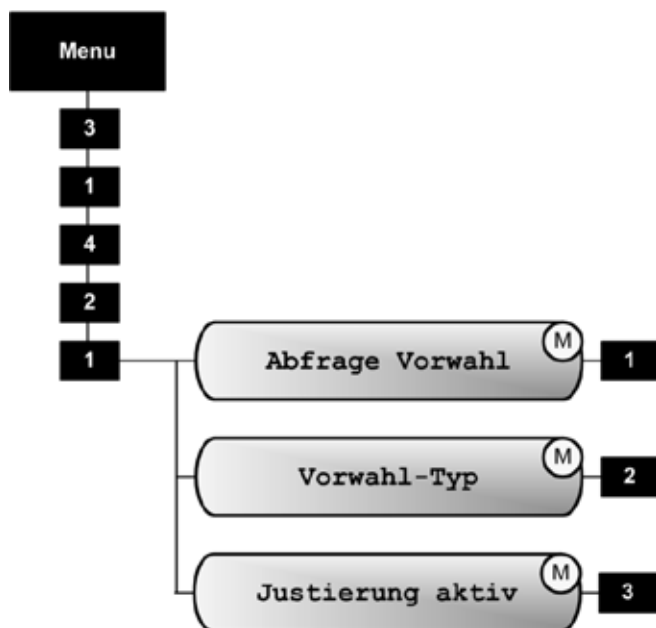 Menu
3
1
4
2
1
Abfrage Vorwahl M 1
Vorwahl-Typ M 2
Justierung aktiv M 3